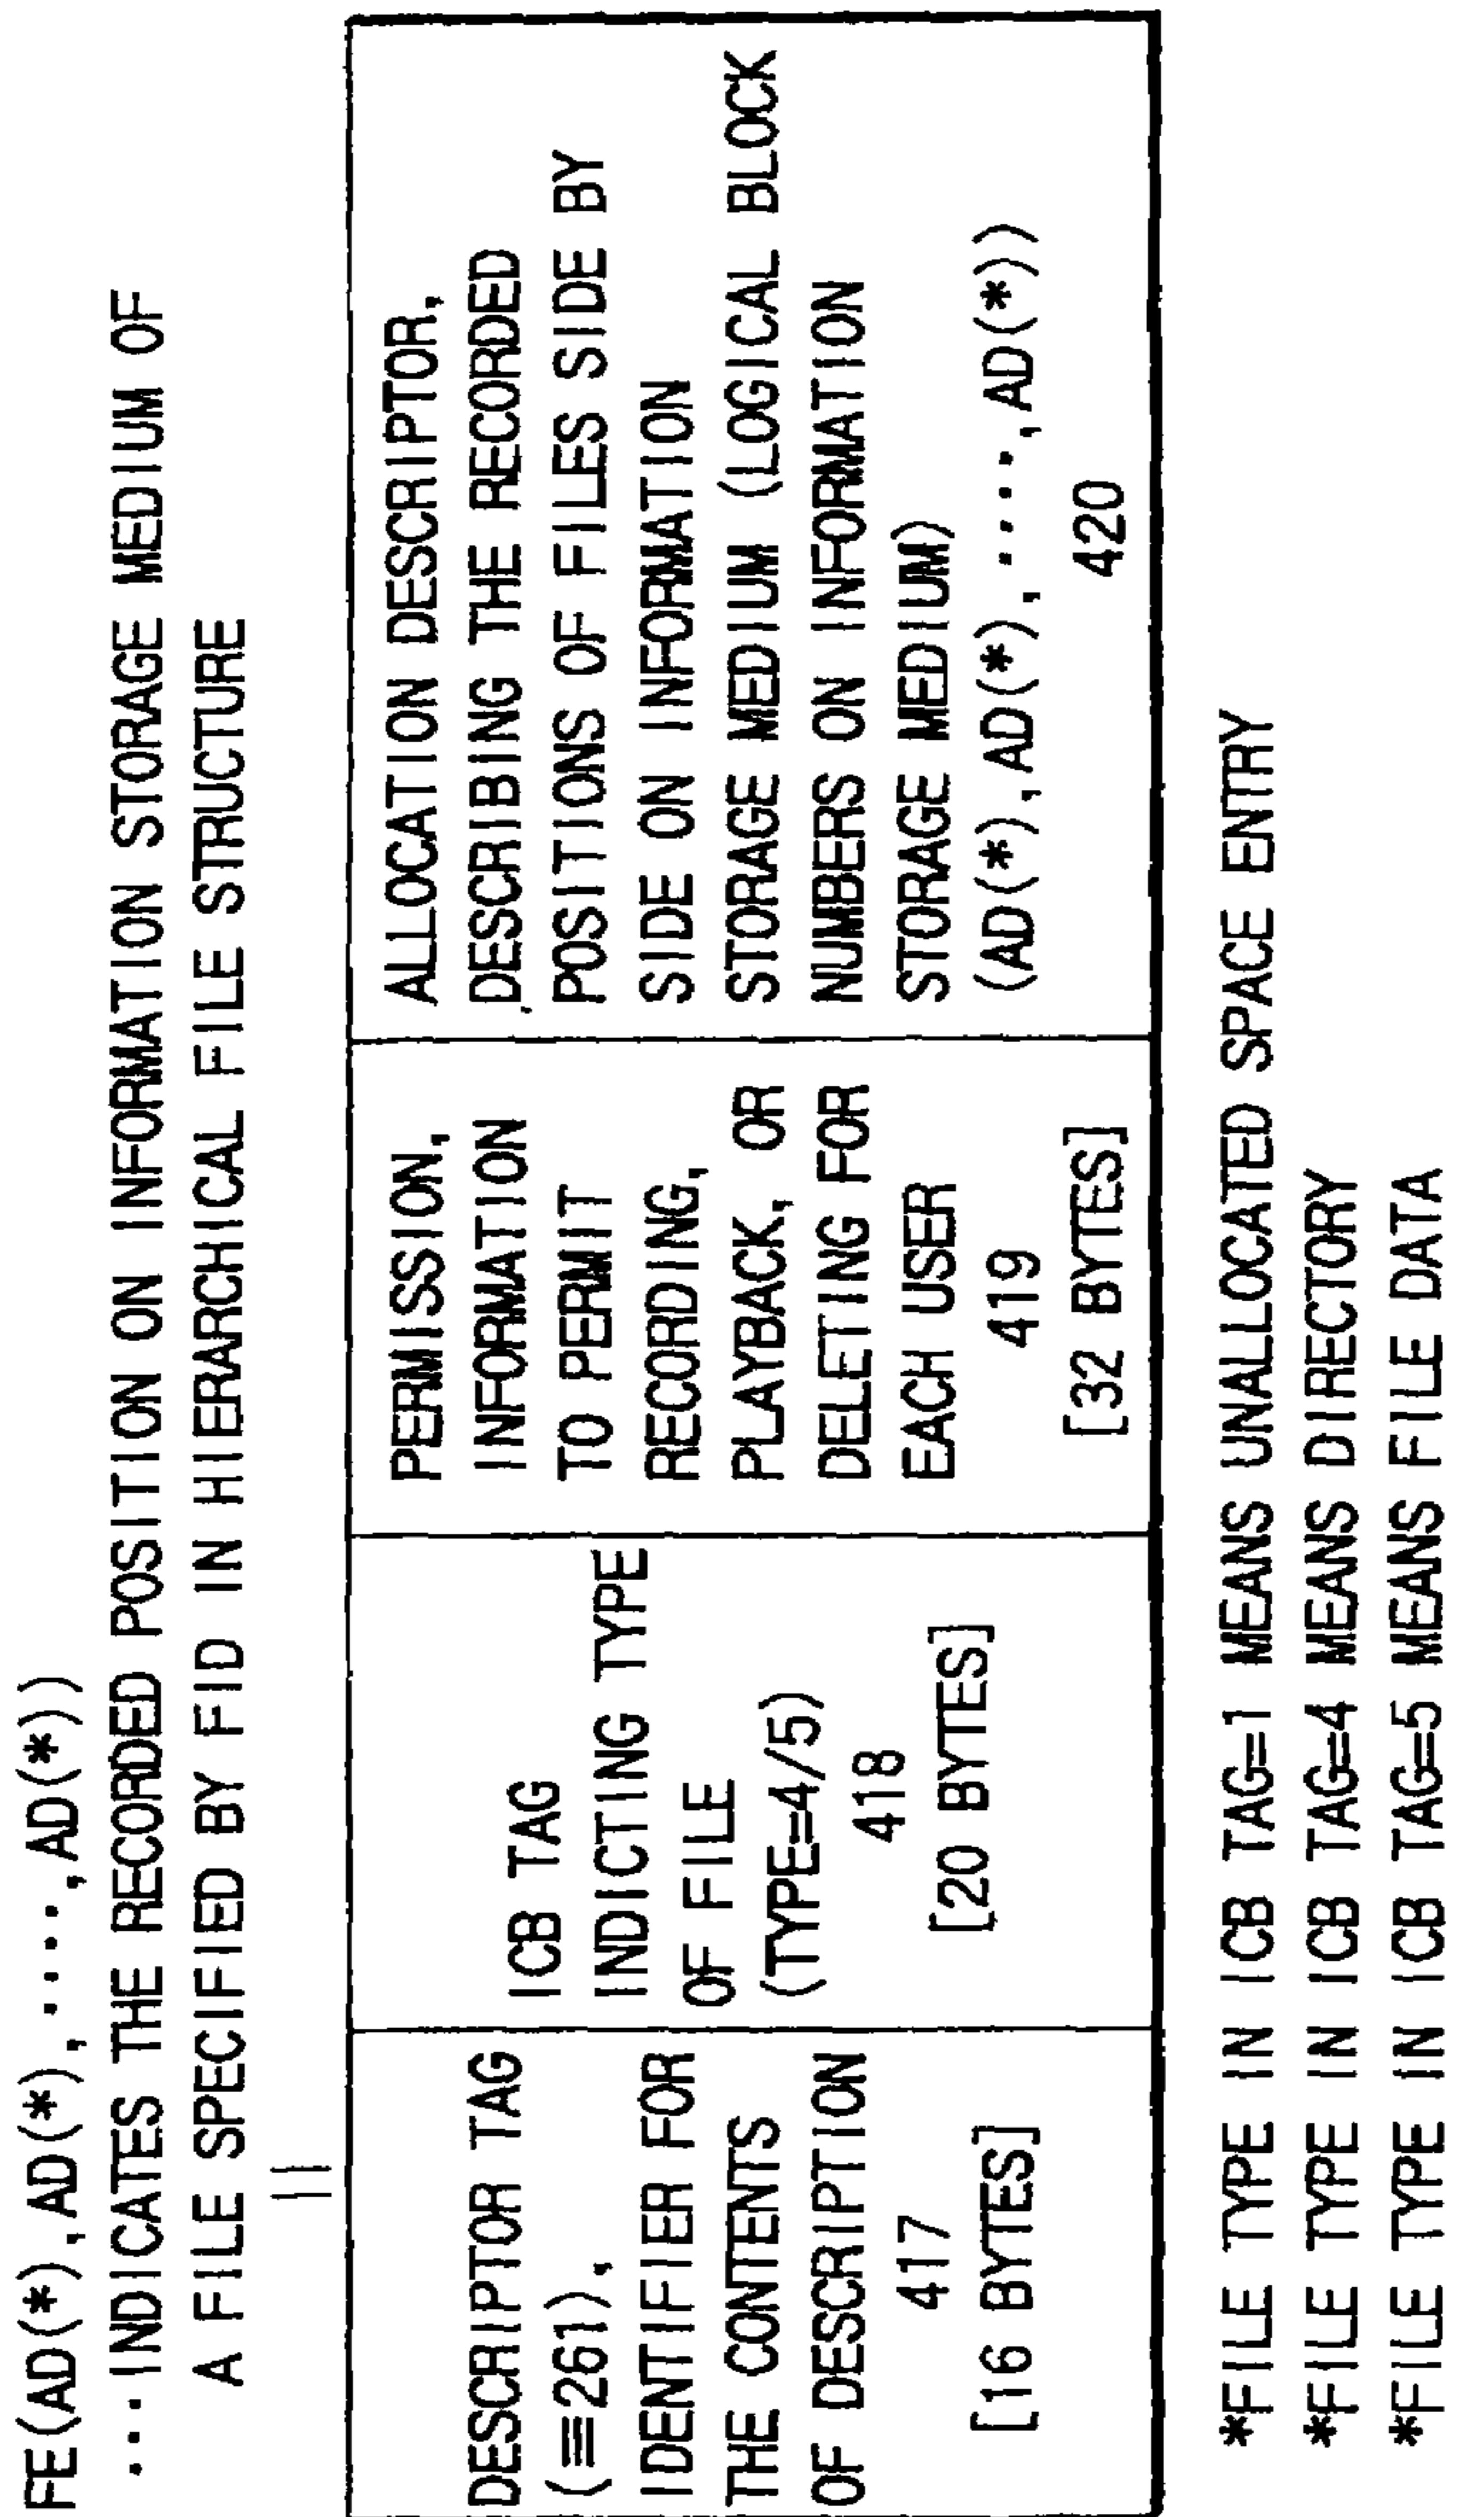 FE(AD(*),AD(*),····,AD(*))
···INDICATES THE RECORDED POSITION ON INFORMATION STORAGE MEDIUM OF
A FILE SPECIFIED BY FID IN HIERARCHICAL FILE STRUCTURE
||
DESCRIPTOR TAG
(≡261),
IDENTIFIER FOR
THE CONTENTS
OF DESCRIPTION
417
[16 BYTES]
ICB TAG
INDICTING TYPE
OF FILE
(TYPE=4/5)
418
[20 BYTES]
PERMISSION,
INFORMATION
TO PERMIT
RECORDING,
PLAYBACK, OR
DELETING FOR
EACH USER
419
[32 BYTES]
ALLOCATION DESCRIPTOR,
DESCRIBING THE RECORDED
POSITIONS OF FILES SIDE BY
SIDE ON INFORMATION
STORAGE MEDIUM (LOGICAL BLOCK
NUMBERS ON INFORMATION
STORAGE MEDIUM)
(AD(*),AD(*),····,AD(*))
420
*FILE TYPE IN ICB TAG=1 MEANS UNALLOCATED SPACE ENTRY
*FILE TYPE IN ICB TAG=4 MEANS DIRECTORY
*FILE TYPE IN ICB TAG=5 MEANS FILE DATA